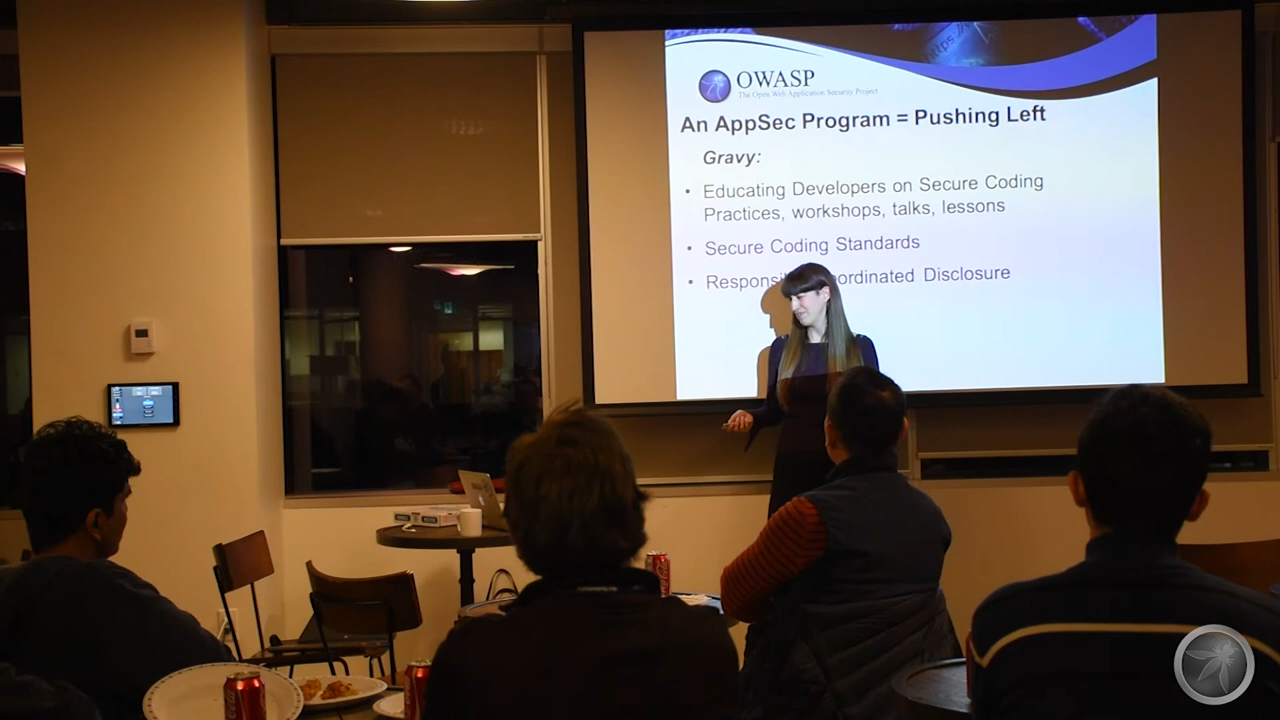 https://
OWASP
The Open Web Application Security Project
An AppSec Program = Pushing Left
Gravy:
• Educating Developers on Secure Coding
Practices, workshops, talks, lessons
• Secure Coding Standards
• Disclosure